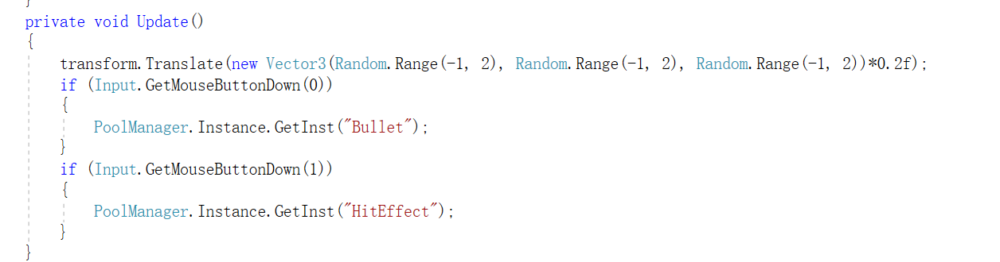 }
private void Update()
{
transform.Translate(new Vector3(Random.Range(-1, 2), Random.Range(-1, 2), Random.Range(-1, 2))*0.2f);
if (Input.GetMouseButtonDown(0))
{
PoolManager.Instance.GetInst("Bullet");
}
if (Input.GetMouseButtonDown(1))
{
PoolManager.Instance.GetInst("HitEffect");
}
}